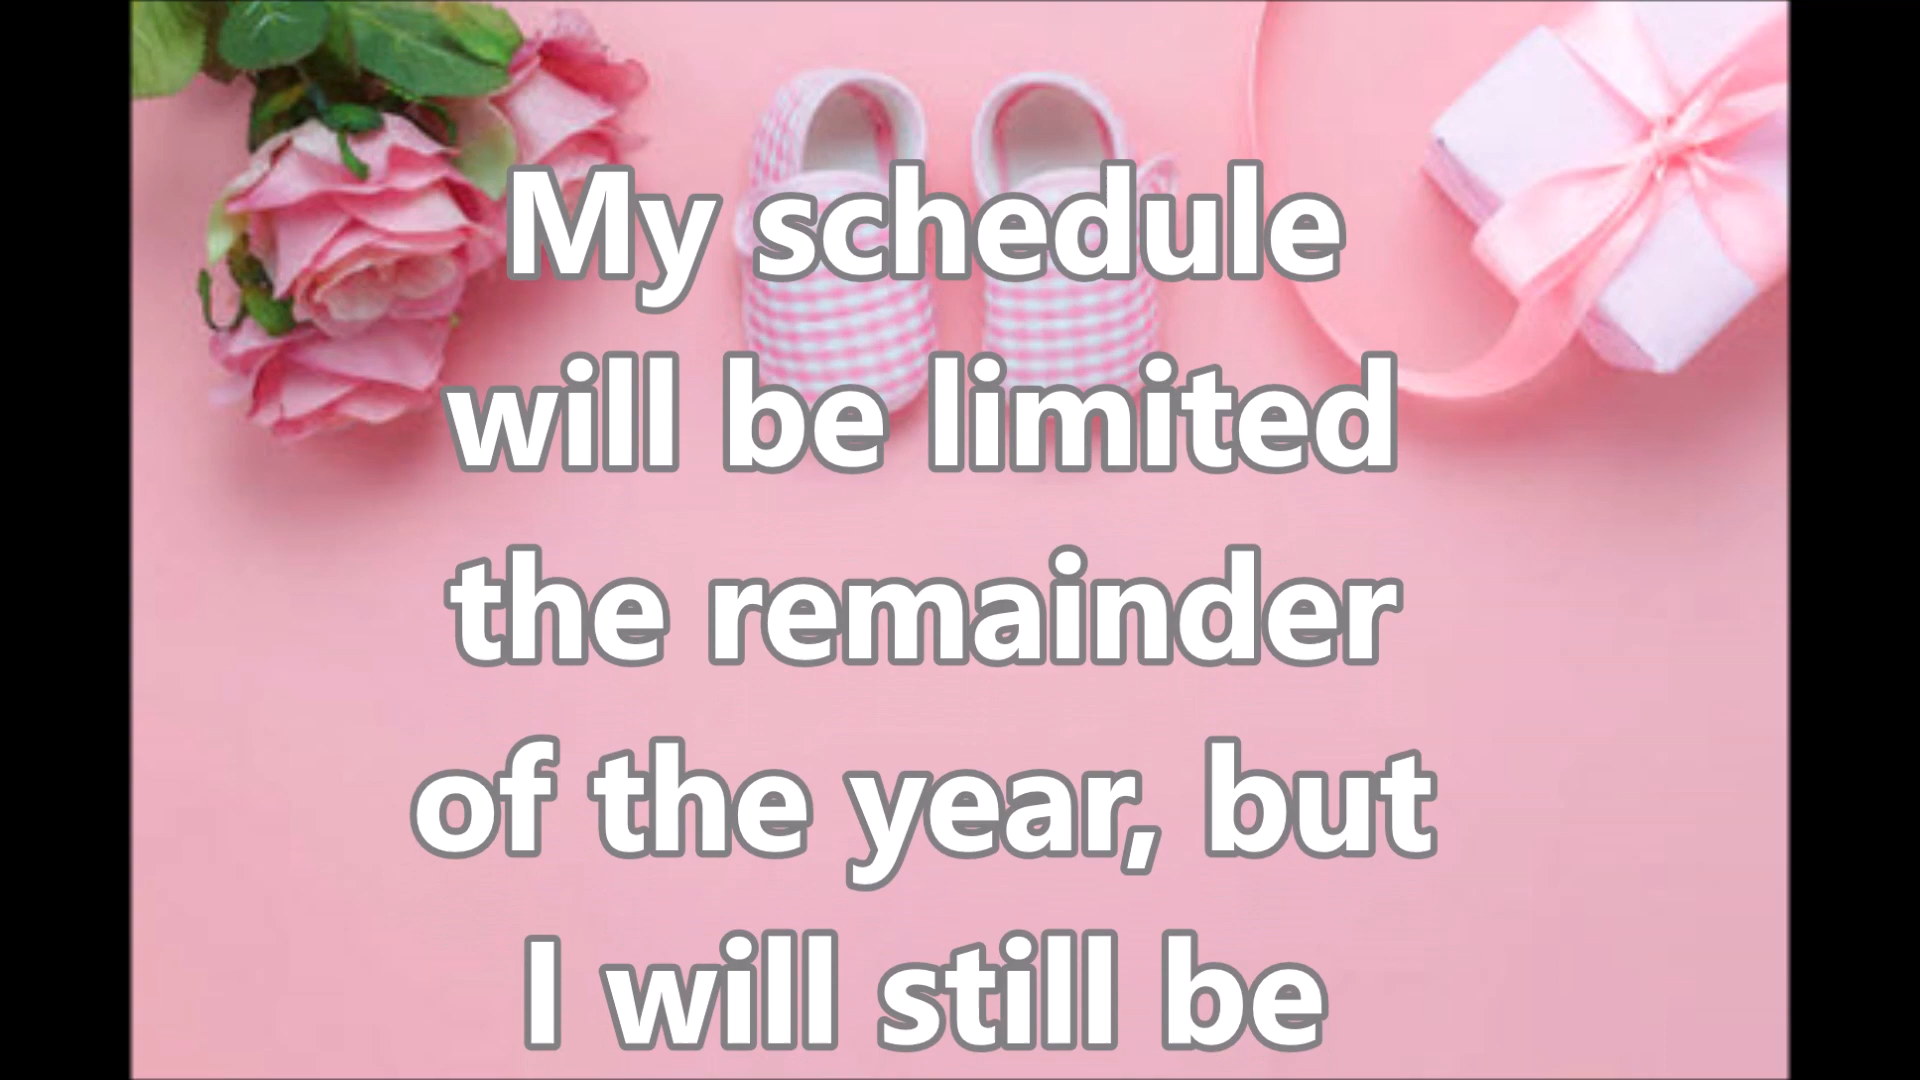 My schedule
will be limited
the remainder
of the year, but
I will still be